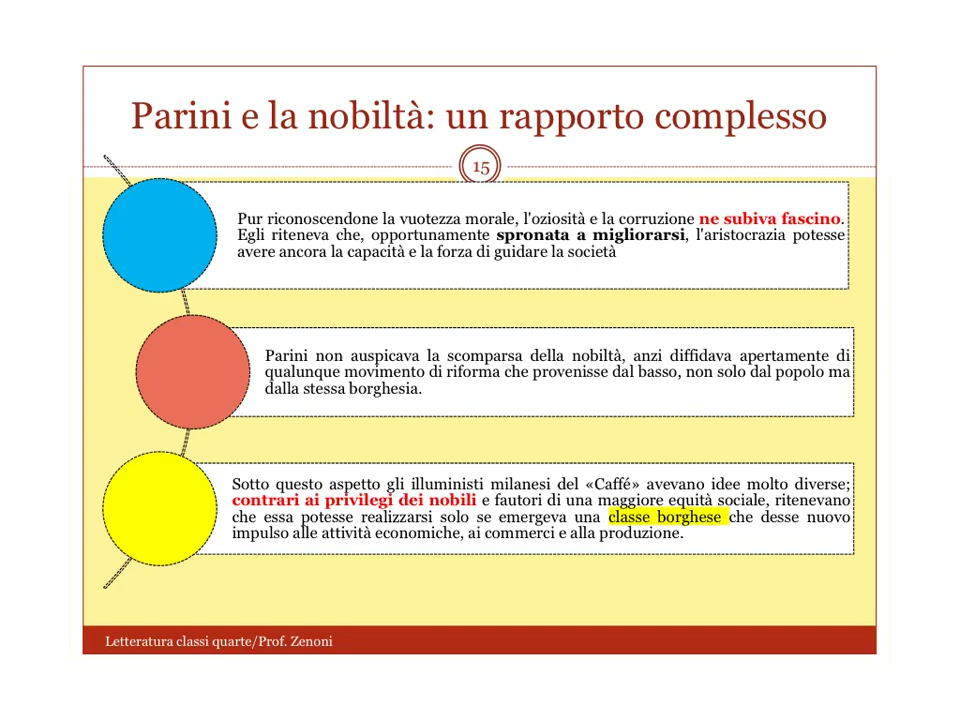 Parini e la nobiltà: un rapporto complesso
15
Pur riconoscendone la vuotezza morale, l'oziosità e la corruzione ne subiva fascino.
Egli riteneva che, opportunamente spronata a migliorarsi, l'aristocrazia potesse
avere ancora la capacità e la forza di guidare la società
Parini non auspicava la scomparsa della nobiltà, anzi diffidava apertamente di
qualunque movimento di riforma che provenisse dal basso, non solo dal popolo ma
dalla stessa borghesia.
Sotto questo aspetto gli illuministi milanesi del «Caffé» avevano idee molto diverse;
contrari ai privilegi dei nobili e fautori di una maggiore equità sociale, ritenevano
che essa potesse realizzarsi solo se emergeva una classe borghese che desse nuovo
impulso alle attività economiche, ai commerci e alla produzione.
Letteratura classi quarte/Prof. Zenoni